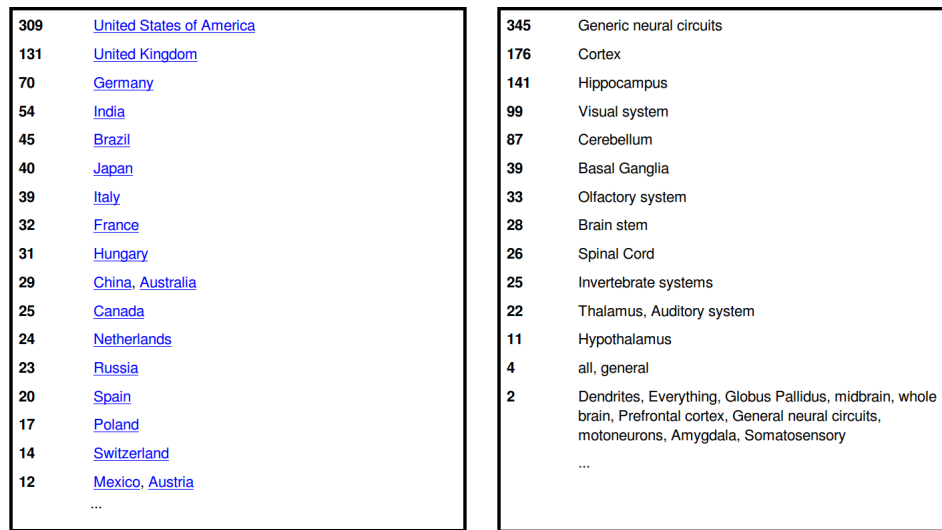 309 United States of America
131 United Kingdom
70 Germany
54 India
45 Brazil
40 Japan
39 Italy
32 France
31 Hungary
29 China, Australia
25 Canada
24 Netherlands
23 Russia
20 Spain
17 Poland
14 Switzerland
12 Mexico, Austria
...
345 Generic neural circuits
176 Cortex
141 Hippocampus
99 Visual system
87 Cerebellum
39 Basal Ganglia
33 Olfactory system
28 Brain stem
26 Spinal Cord
25 Invertebrate systems
22 Thalamus, Auditory system
11 Hypothalamus
4 all, general
2 Dendrites, Everything, Globus Pallidus, midbrain, whole
brain, Prefrontal cortex, General neural circuits,
motoneurons, Amygdala, Somatosensory
...